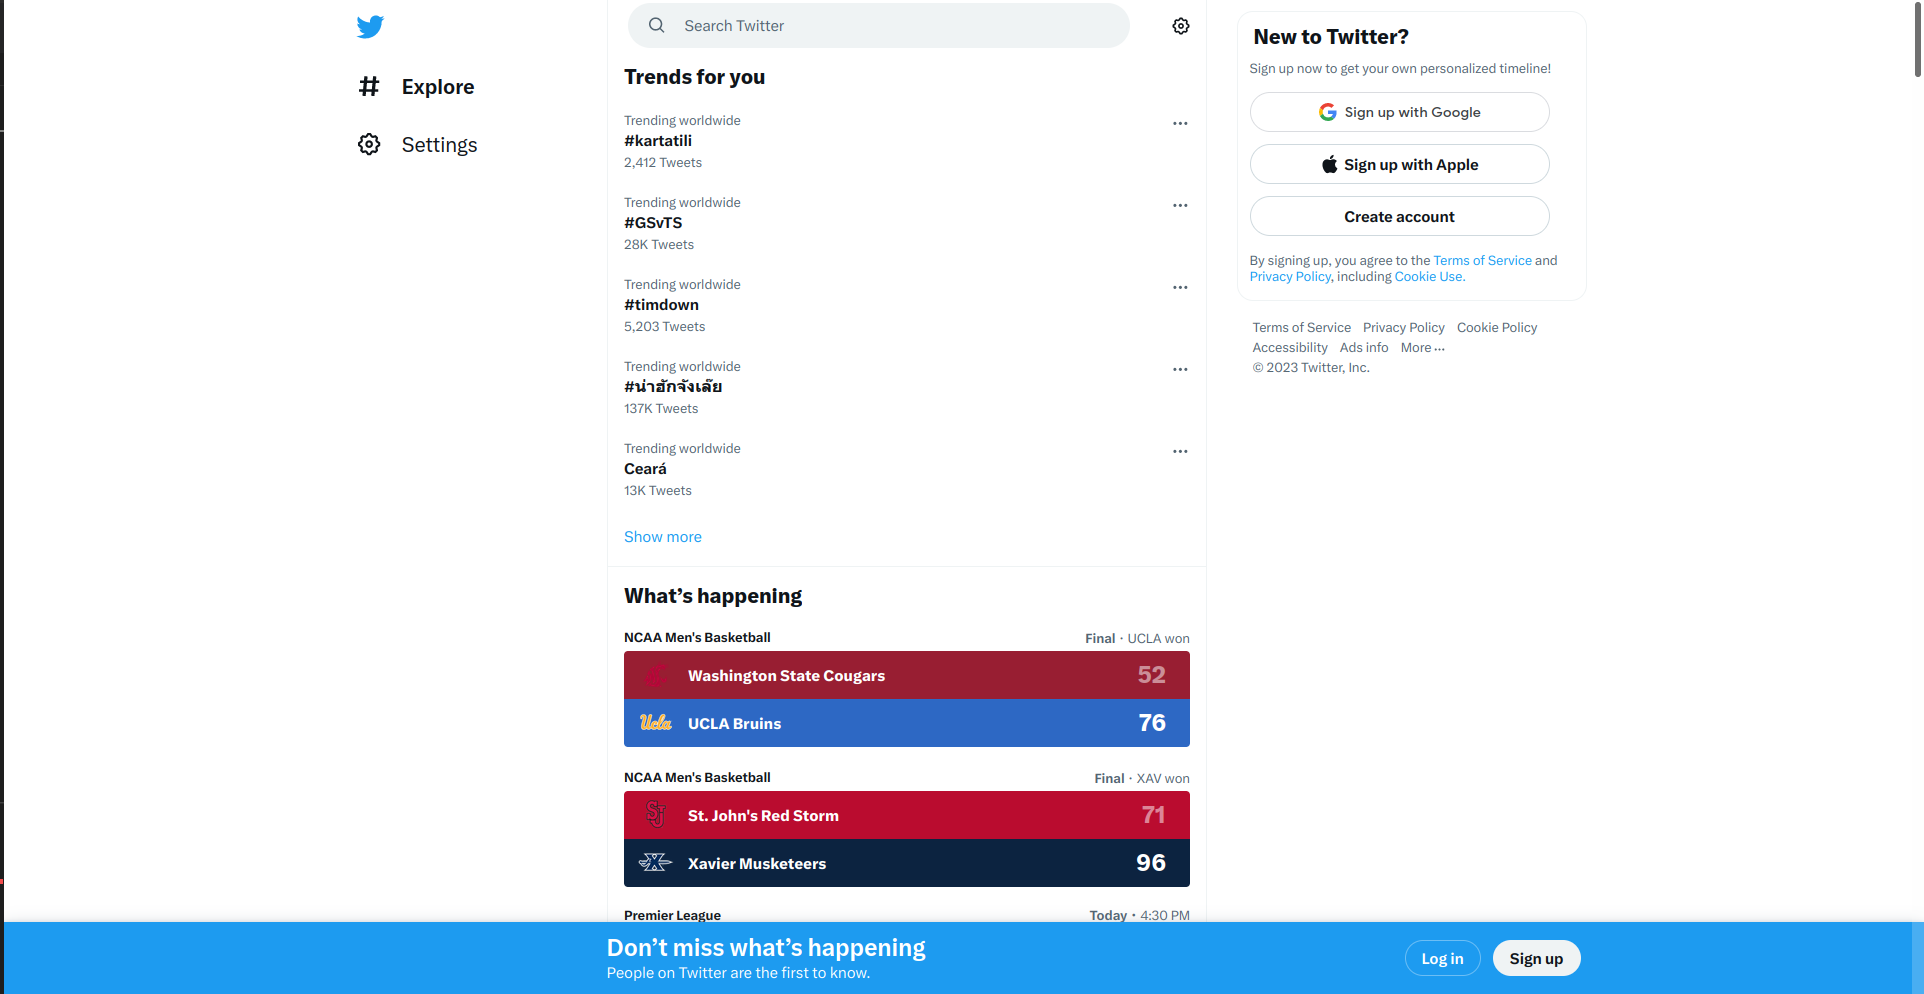 Explore
Settings
Search Twitter
Trends for you
Trending worldwide
#kartatili
2,412 Tweets
Trending worldwide
#GSvTS
28K Tweets
Trending worldwide
#timdown
5,203 Tweets
Trending worldwide
#น่าฮักจังเล๊ย
137K Tweets
Trending worldwide
Ceará
13K Tweets
Show more
What’s happening
NCAA Men's Basketball
Final · UCLA won
Washington State Cougars 52
Ucla UCLA Bruins 76
NCAA Men's Basketball
Final · XAV won
SJ St. John's Red Storm 71
X Xavier Musketeers 96
Premier League
Today · 4:30 PM
New to Twitter?
Sign up now to get your own personalized timeline!
Sign up with Google
Sign up with Apple
Create account
By signing up, you agree to the Terms of Service and
Privacy Policy, including Cookie Use.
Terms of Service Privacy Policy Cookie Policy
Accessibility Ads info More ...
© 2023 Twitter, Inc.
Don’t miss what’s happening
People on Twitter are the first to know.
Log in
Sign up